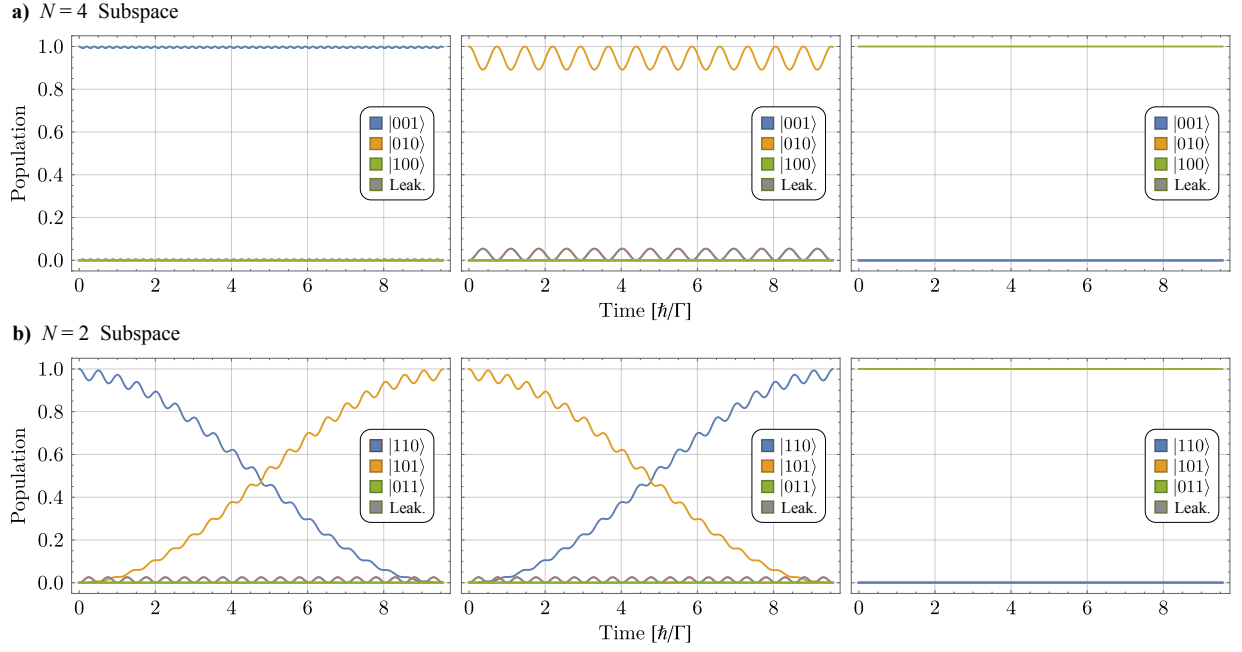 a) N = 4 Subspace
Population
1.0
0.8
0.6
0.4
0.2
0.0
|001⟩
|010⟩
|100⟩
Leak.
|001⟩
|010⟩
|100⟩
Leak.
|001⟩
|010⟩
|100⟩
Leak.
0 2 4 6 8
0 2 4 6 8
0 2 4 6 8
Time [ℏ/Γ]
b) N = 2 Subspace
Population
1.0
0.8
0.6
0.4
0.2
0.0
|110⟩
|101⟩
|011⟩
Leak.
|110⟩
|101⟩
|011⟩
Leak.
|110⟩
|101⟩
|011⟩
Leak.
0 2 4 6 8
0 2 4 6 8
0 2 4 6 8
Time [ℏ/Γ]